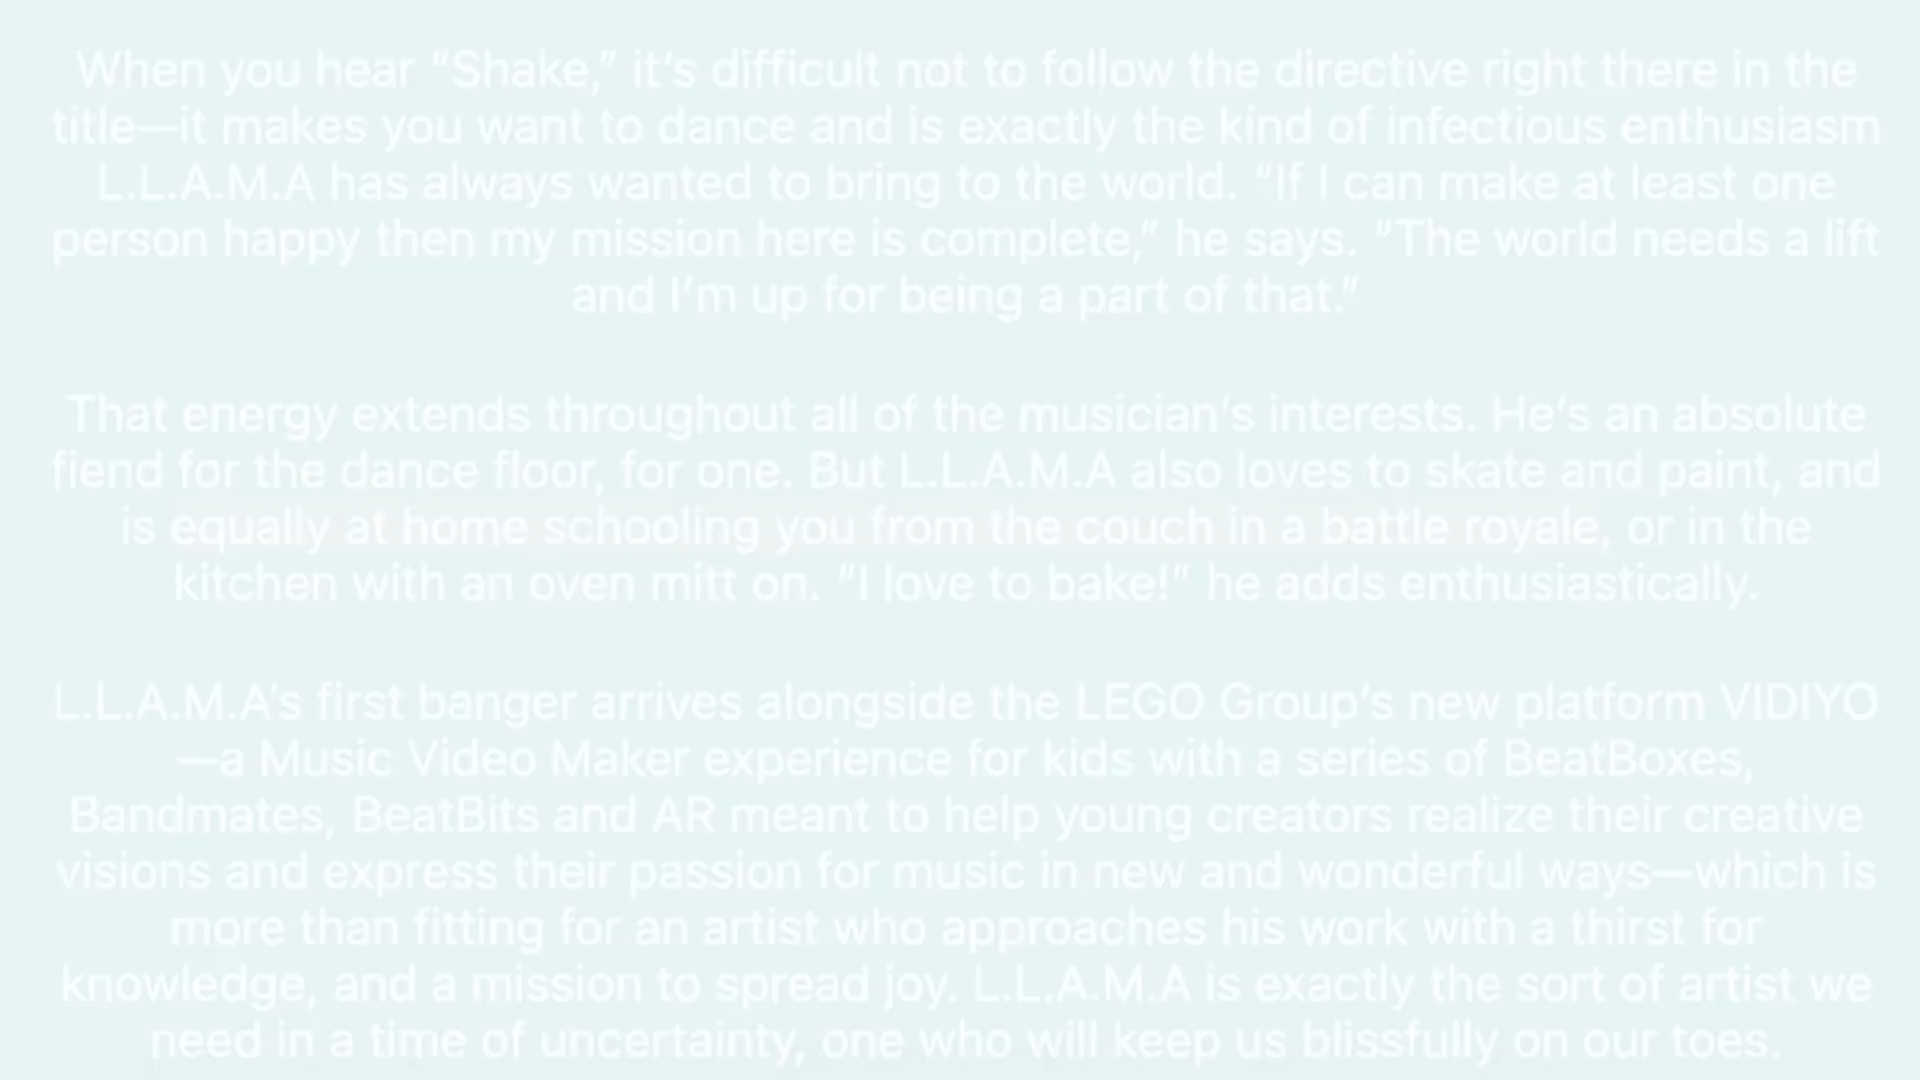 When you hear “Shake,” it’s difficult not to follow the directive right there in the
title—it makes you want to dance and is exactly the kind of infectious enthusiasm
L.L.A.M.A has always wanted to bring to the world. “If I can make at least one
person happy then my mission here is complete,” he says. “The world needs a lift
and I’m up for being a part of that.”
That energy extends throughout all of the musician’s interests. He’s an absolute
fiend for the dance floor, for one. But L.L.A.M.A also loves to skate and paint, and
is equally at home schooling you from the couch in a battle royale, or in the
kitchen with an oven mitt on. “I love to bake!” he adds enthusiastically.
L.L.A.M.A’s first banger arrives alongside the LEGO Group’s new platform VIDIYO
—a Music Video Maker experience for kids with a series of BeatBoxes,
Bandmates, BeatBits and AR meant to help young creators realize their creative
visions and express their passion for music in new and wonderful ways—which is
more than fitting for an artist who approaches his work with a thirst for
knowledge, and a mission to spread joy. L.L.A.M.A is exactly the sort of artist we
need in a time of uncertainty, one who will keep us blissfully on our toes.